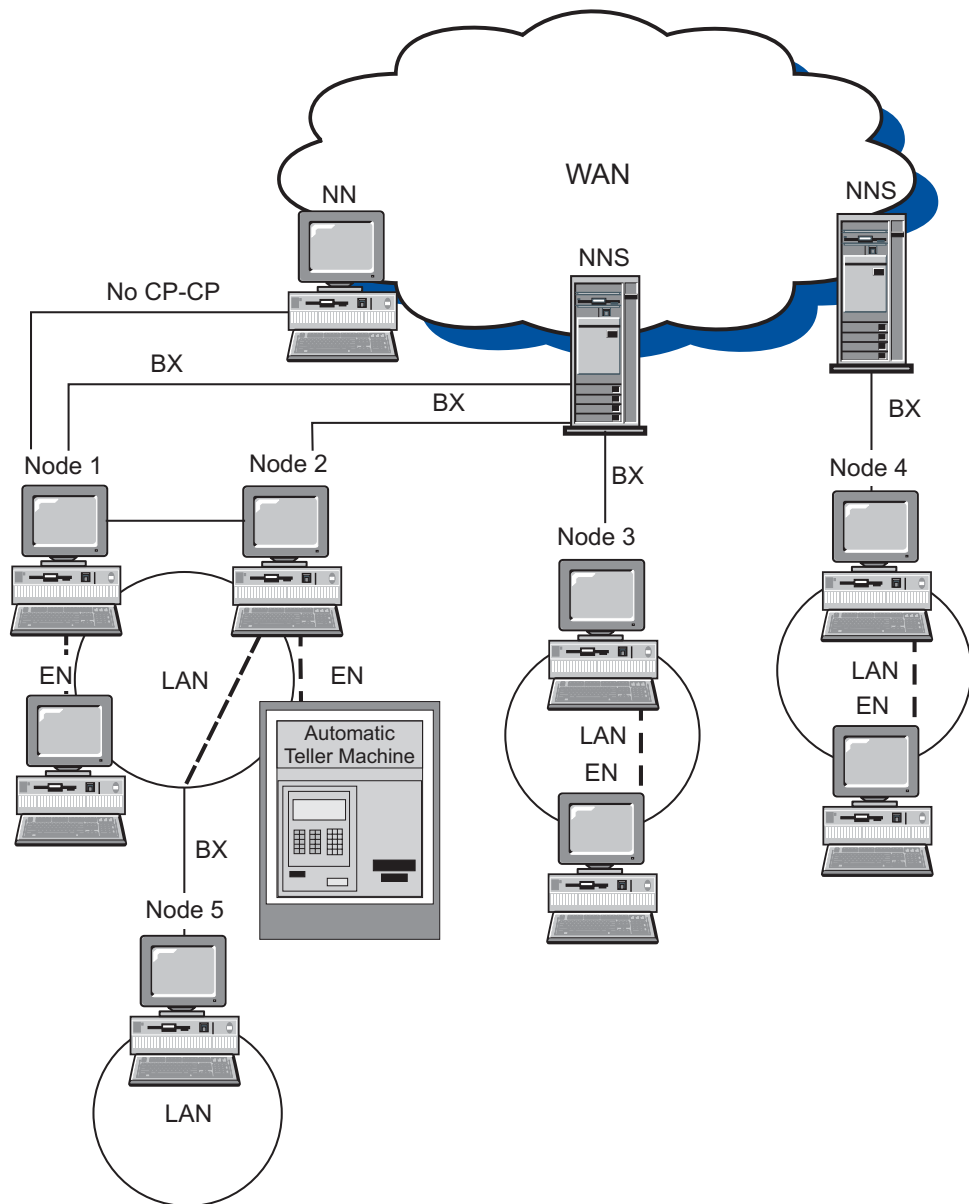 WAN
NN
NNS
NNS
No CP-CP
BX
BX
BX
BX
Node 1
Node 2
Node 3
Node 4
EN
LAN
EN
Automatic
Teller Machine
LAN
EN
LAN
EN
BX
Node 5
LAN